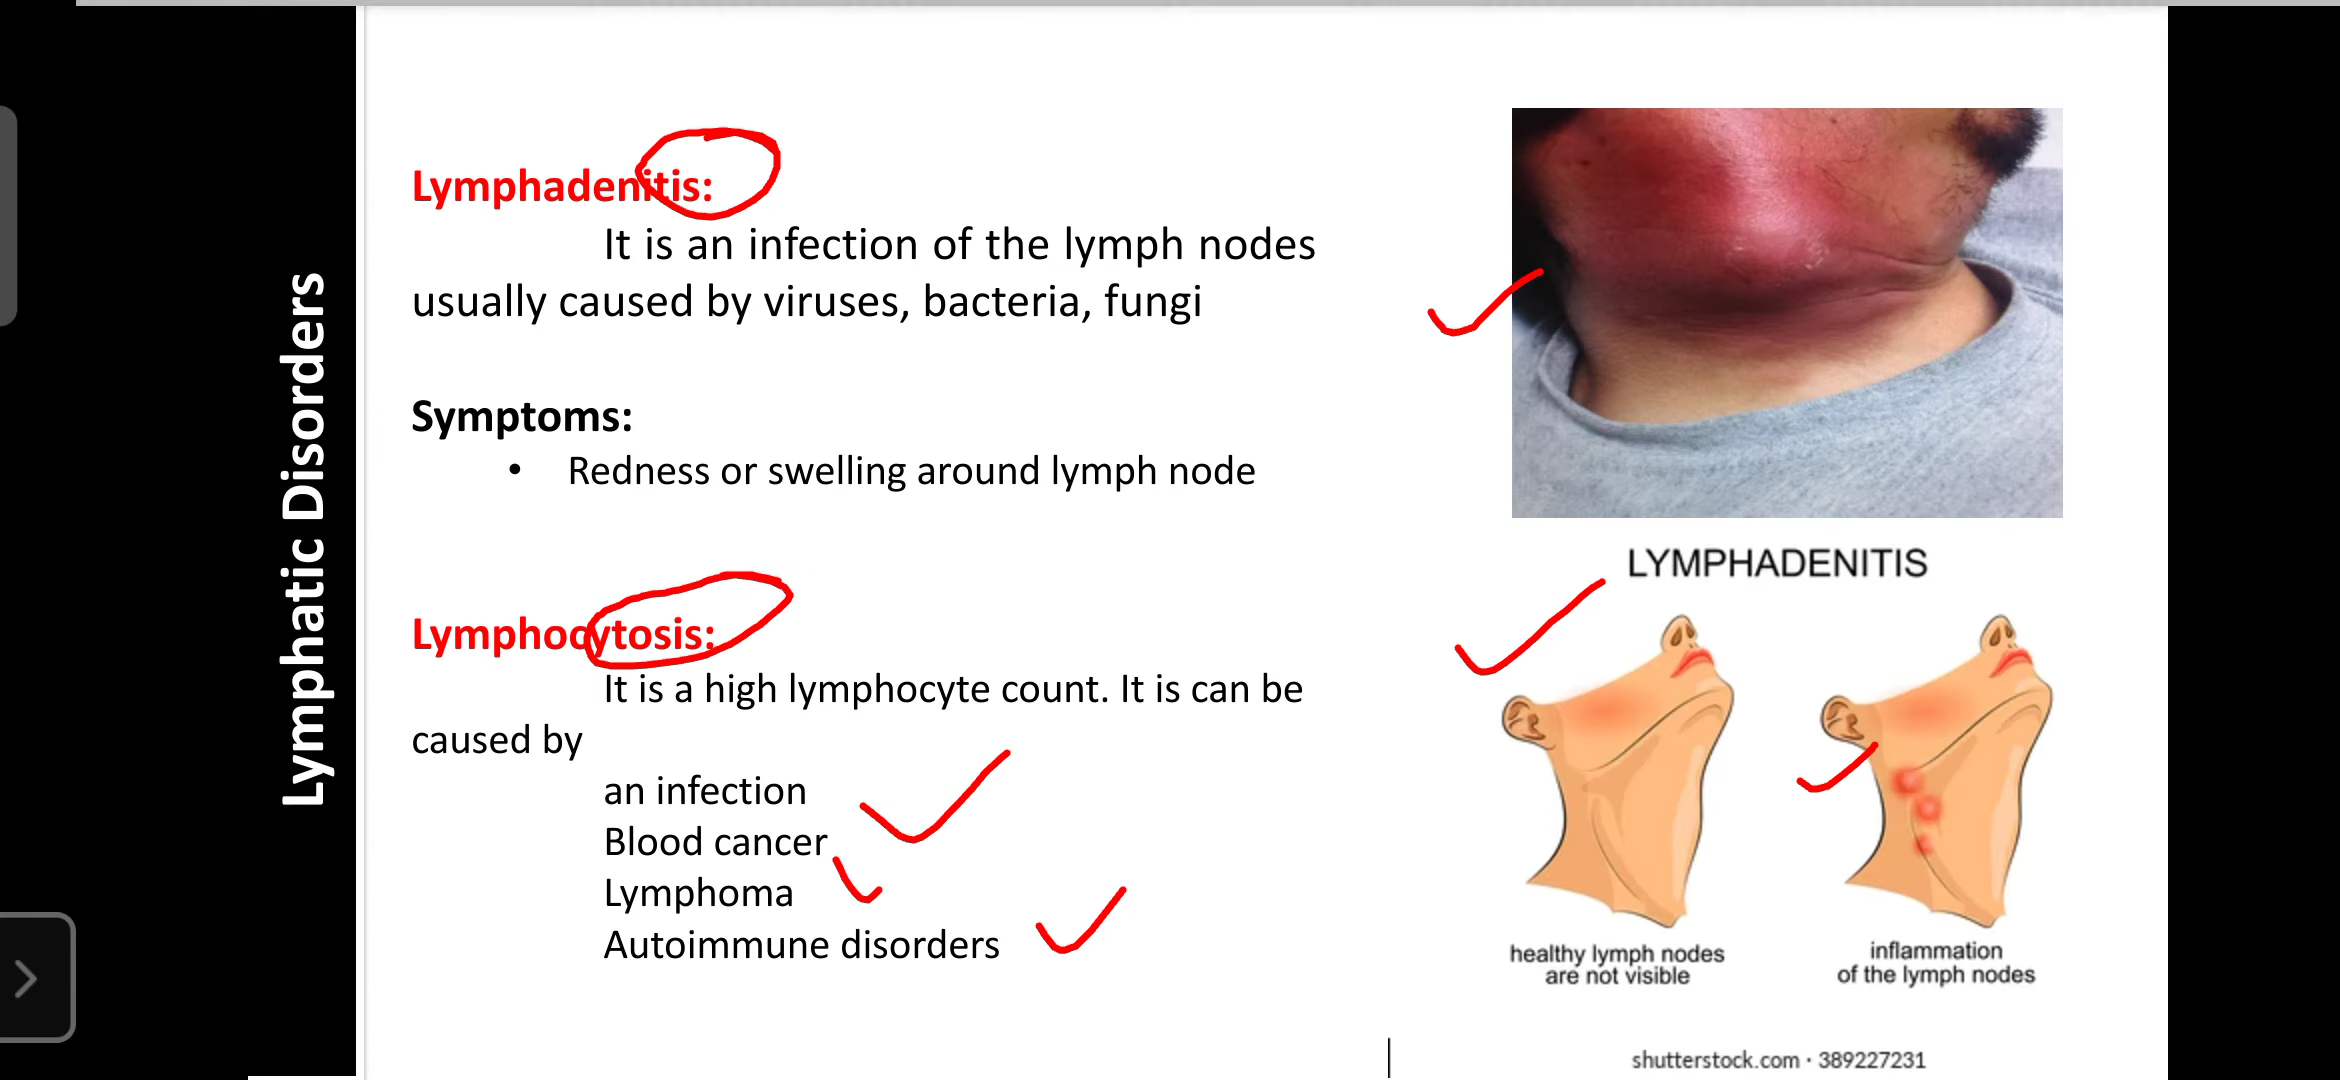 Lymphatic Disorders
Lymphadenitis:
It is an infection of the lymph nodes
usually caused by viruses, bacteria, fungi
Symptoms:
• Redness or swelling around lymph node
Lymphocytosis:
It is a high lymphocyte count. It is can be
caused by
an infection
Blood cancer
Lymphoma
Autoimmune disorders
LYMPHADENITIS
healthy lymph nodes
are not visible
inflammation
of the lymph nodes
shutterstock.com · 389227231